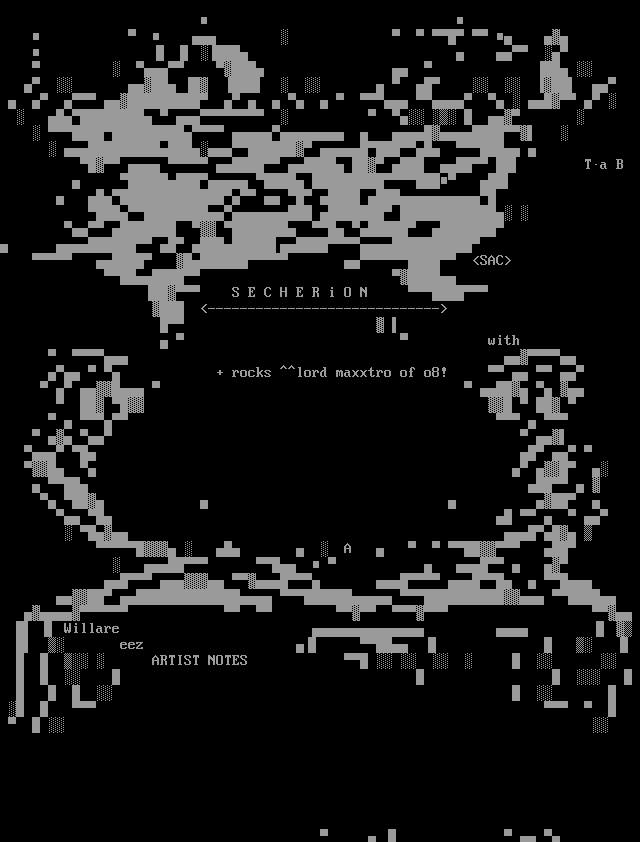 T·a B
<SAC>
S E C H E R i O N
with
+ rocks ^^lord maxxtro of o8!
A
Willare
eez
ARTIST NOTES